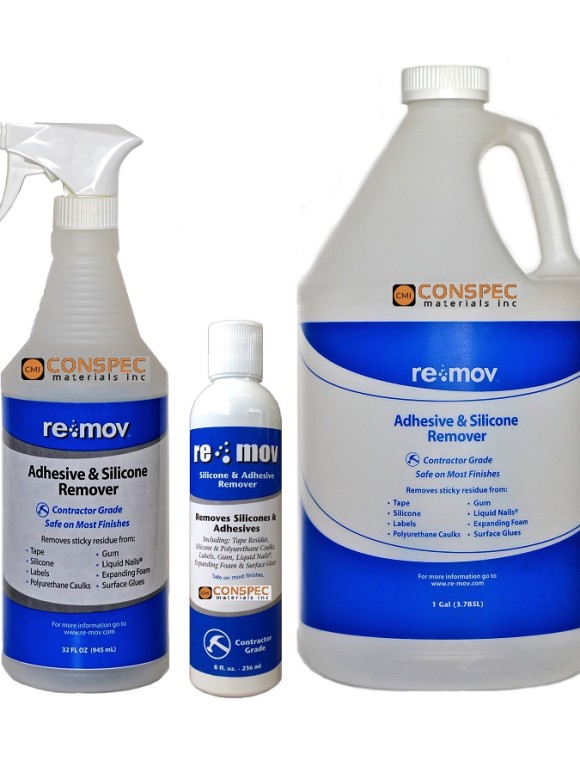 CMI CONSPEC
materials inc
re mov
Adhesive & Silicone
Remover
Contractor Grade
Safe on Most Finishes
Removes sticky residue from:
• Tape • Gum
• Silicone • Liquid Nails®
• Labels • Expanding Foam
• Polyurethane Caulks • Surface Glues
For more information go to
www.re-mov.com
32 FL OZ (945 mL)
re mov
Silicone & Adhesive
Remover
Removes Silicones &
Adhesives
Including: Tape Residue,
Silicone & Polyurethane Caulks,
Labels, Gum, Liquid Nails®,
Expanding Foam & Surface Glues
Safe on most finishes.
CMI CONSPEC
materials inc
Contractor
Grade
8 fl. oz. - 236 ml
CMI CONSPEC
materials inc
re mov
Adhesive & Silicone
Remover
Contractor Grade
Safe on Most Finishes
Removes sticky residue from:
• Tape • Gum
• Silicone • Liquid Nails®
• Labels • Expanding Foam
• Polyurethane Caulks • Surface Glues
For more information go to
www.re-mov.com
1 Gal (3.785L)